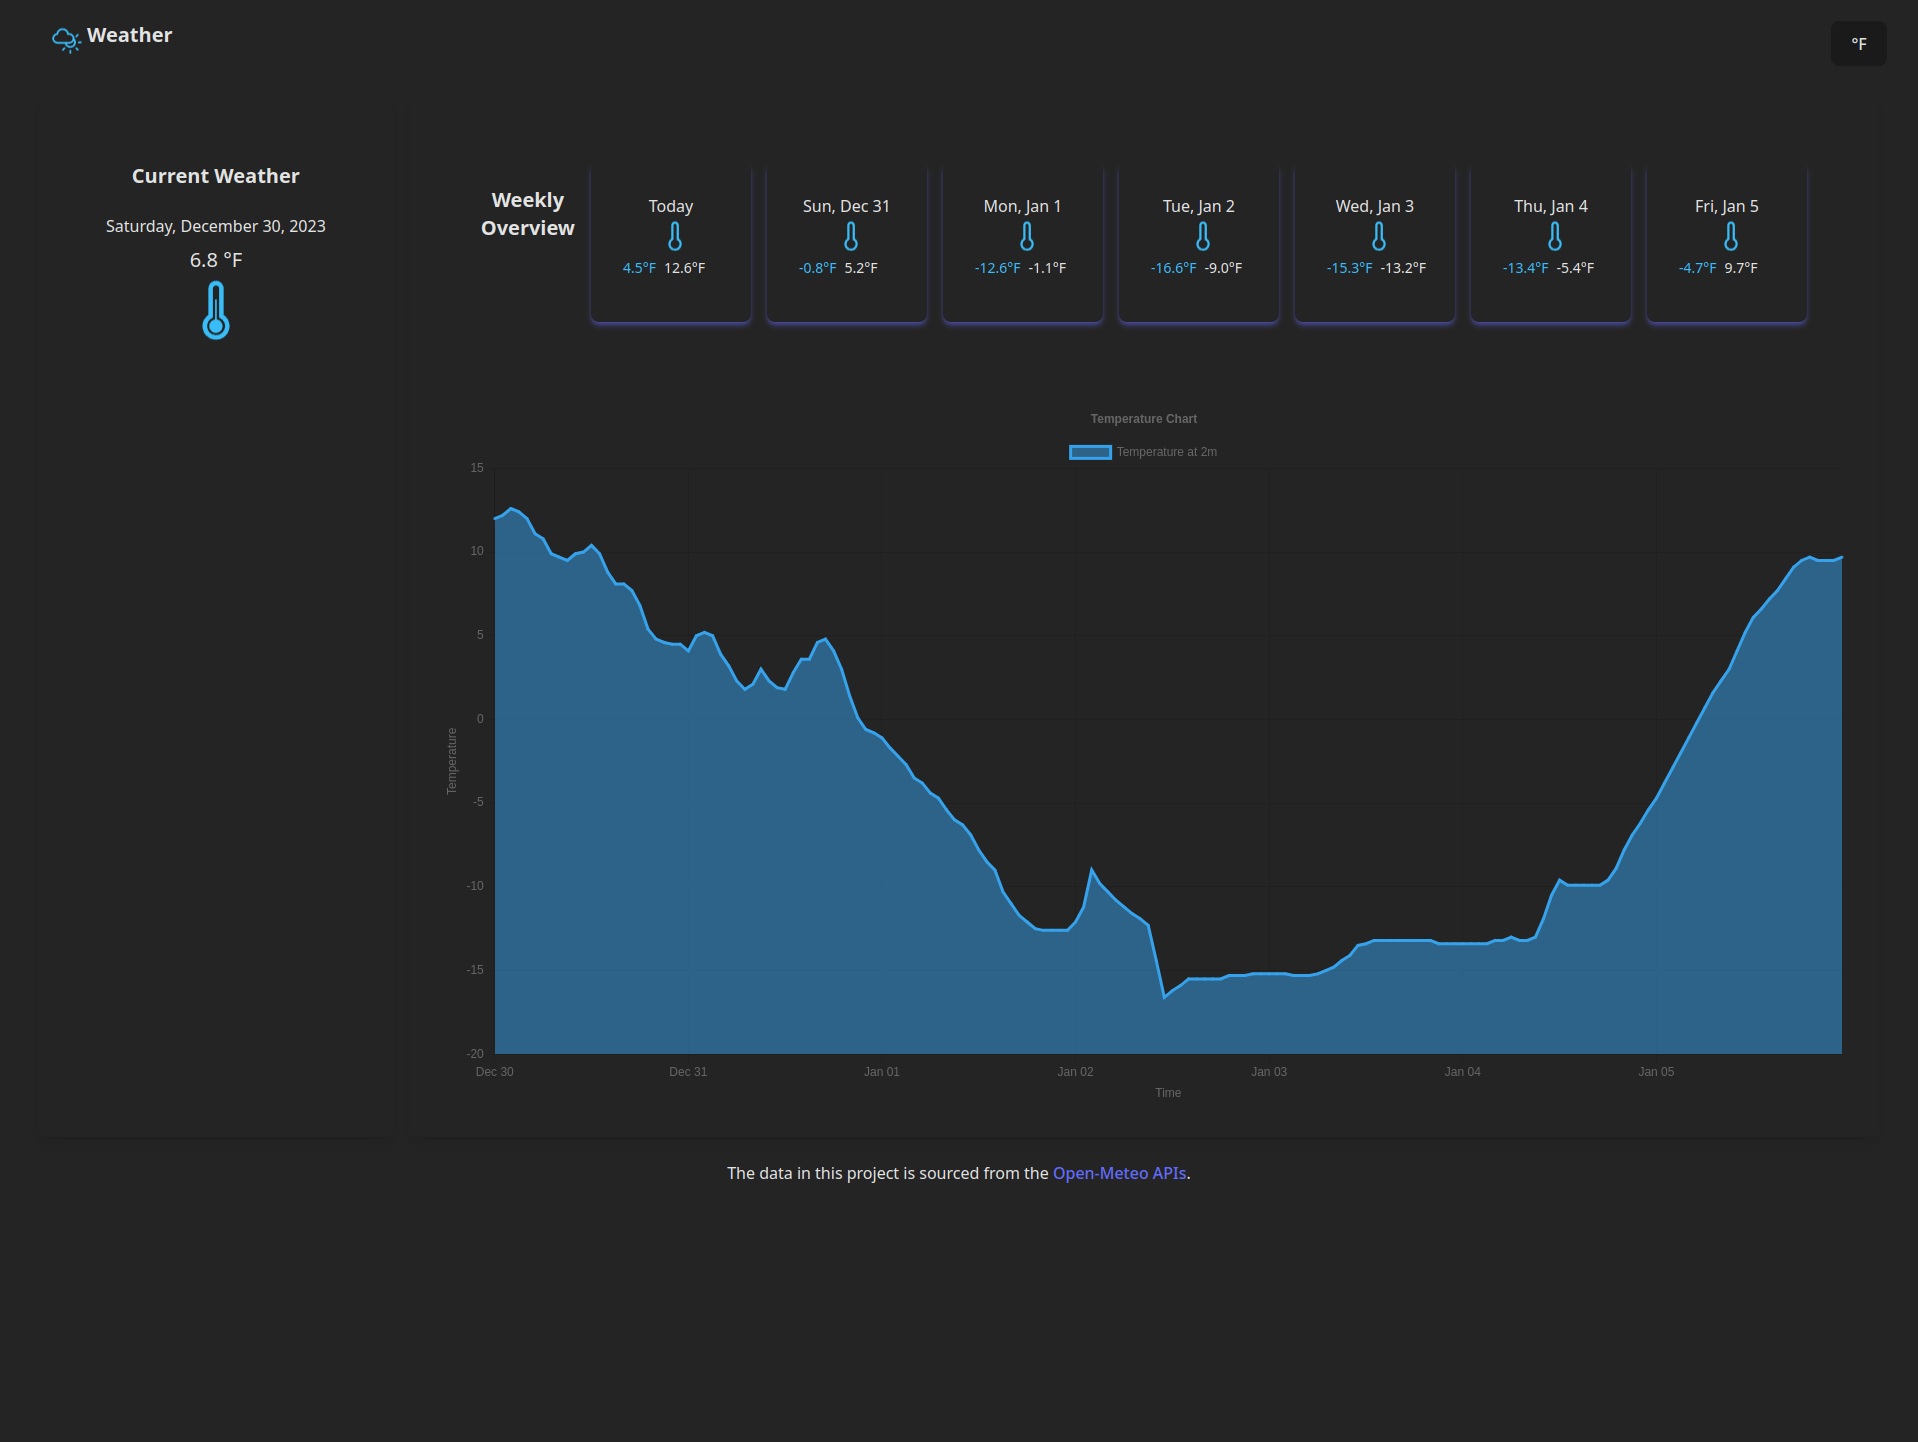 Weather
°F
Current Weather
Saturday, December 30, 2023
6.8 °F
Weekly
Overview
Today
4.5°F 12.6°F
Sun, Dec 31
-0.8°F 5.2°F
Mon, Jan 1
-12.6°F -1.1°F
Tue, Jan 2
-16.6°F -9.0°F
Wed, Jan 3
-15.3°F -13.2°F
Thu, Jan 4
-13.4°F -5.4°F
Fri, Jan 5
-4.7°F 9.7°F
Temperature Chart
Temperature at 2m
15
10
5
0
-5
-10
-15
-20
Temperature
Dec 30 Dec 31 Jan 01 Jan 02 Jan 03 Jan 04 Jan 05
Time
The data in this project is sourced from the Open-Meteo APIs.